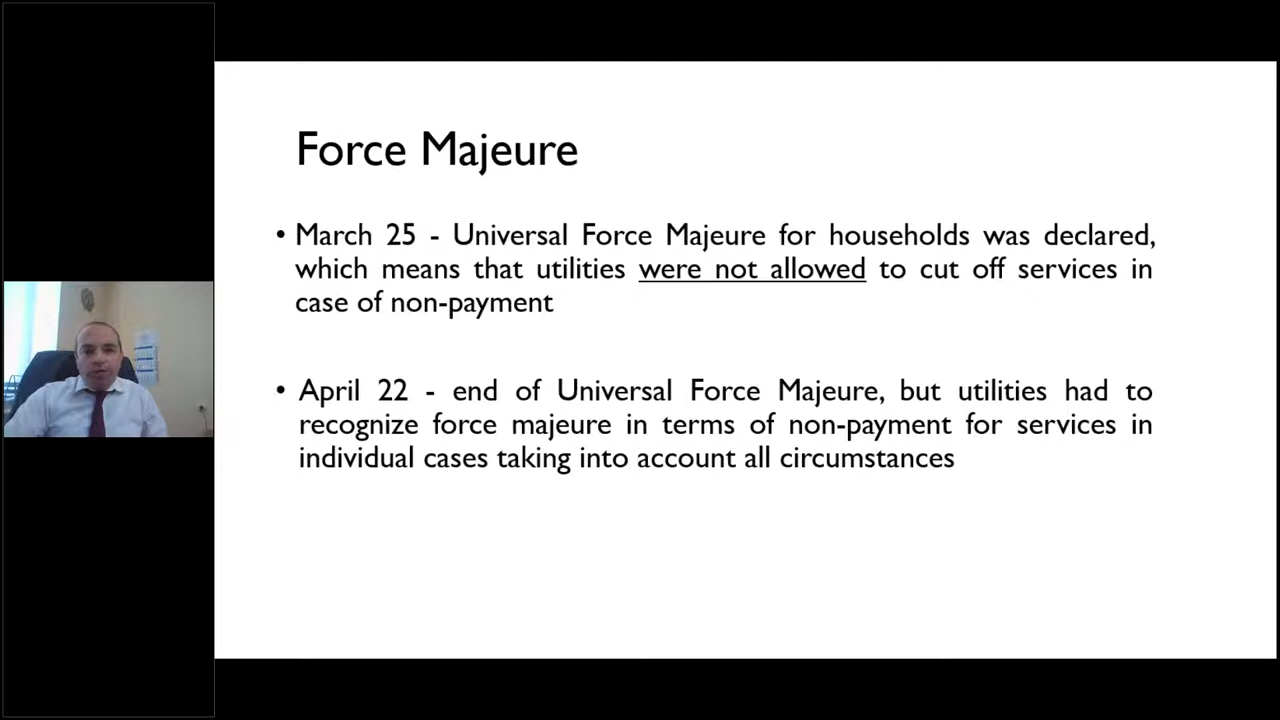 Force Majeure
• March 25 - Universal Force Majeure for households was declared,
which means that utilities were not allowed to cut off services in
case of non-payment
• April 22 - end of Universal Force Majeure, but utilities had to
recognize force majeure in terms of non-payment for services in
individual cases taking into account all circumstances